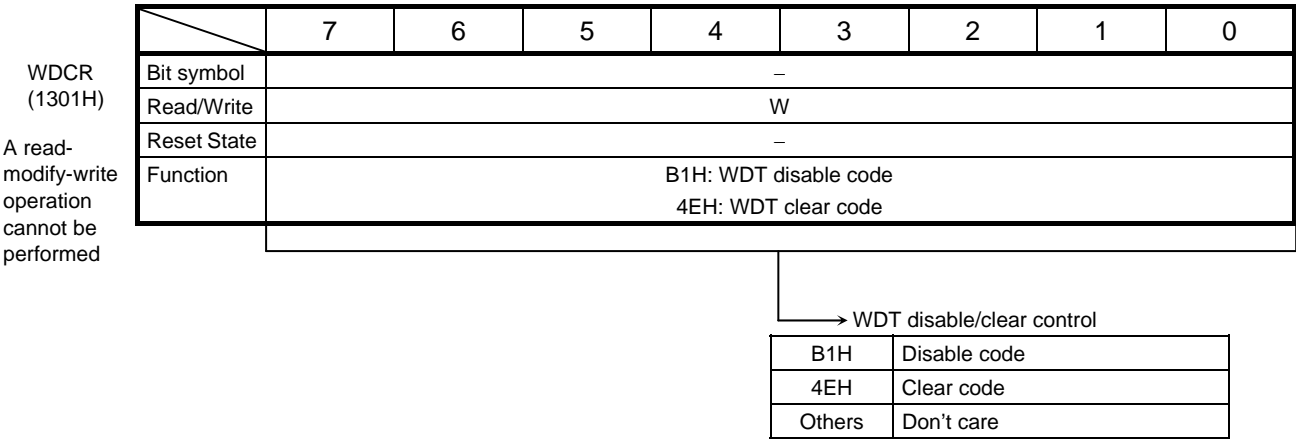 7 6 5 4 3 2 1 0
WDCR
(1301H)
A read-
modify-write
operation
cannot be
performed
Bit symbol –
Read/Write W
Reset State –
Function B1H: WDT disable code
4EH: WDT clear code
WDT disable/clear control
B1H Disable code
4EH Clear code
Others Don't care